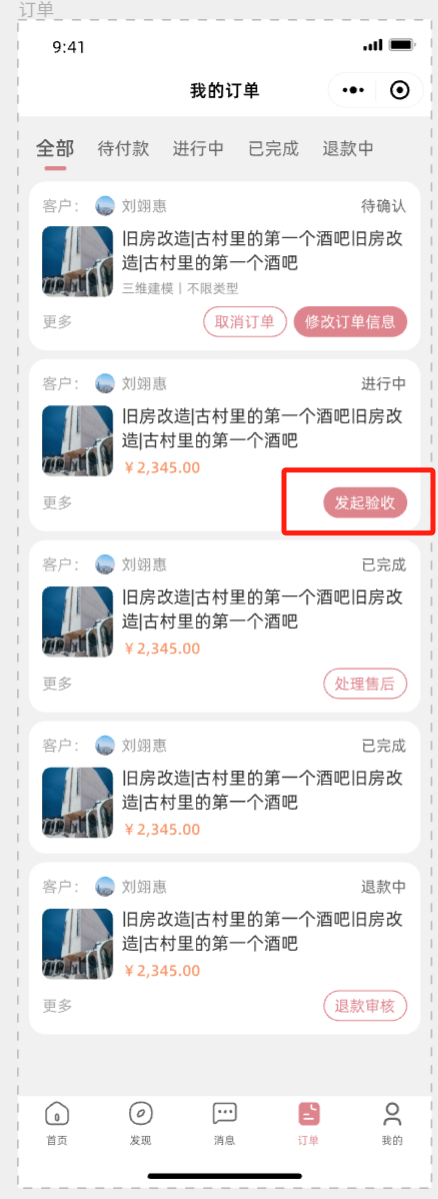 订单
9:41
我的订单
全部 待付款 进行中 已完成 退款中
客户： 刘翊惠 待确认
旧房改造|古村里的第一个酒吧旧房改
造|古村里的第一个酒吧
三维建模丨不限类型
更多 取消订单 修改订单信息
客户： 刘翊惠 进行中
旧房改造|古村里的第一个酒吧旧房改
造|古村里的第一个酒吧
¥2,345.00
更多 发起验收
客户： 刘翊惠 已完成
旧房改造|古村里的第一个酒吧旧房改
造|古村里的第一个酒吧
¥2,345.00
更多 处理售后
客户： 刘翊惠 已完成
旧房改造|古村里的第一个酒吧旧房改
造|古村里的第一个酒吧
¥2,345.00
客户： 刘翊惠 退款中
旧房改造|古村里的第一个酒吧旧房改
造|古村里的第一个酒吧
¥2,345.00
更多 退款审核
首页 发现 消息 订单 我的